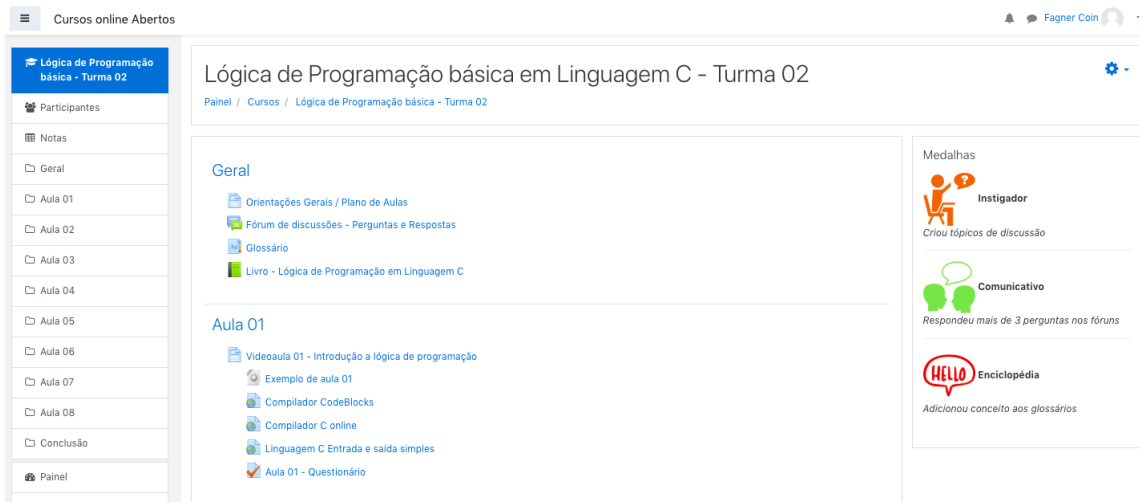 Cursos online Abertos
Fagner Coin
Lógica de Programação
básica - Turma 02
Participantes
Notas
Geral
Aula 01
Aula 02
Aula 03
Aula 04
Aula 05
Aula 06
Aula 07
Aula 08
Conclusão
Painel
Lógica de Programação básica em Linguagem C - Turma 02
Painel / Cursos / Lógica de Programação básica - Turma 02
Geral
Orientações Gerais / Plano de Aulas
Fórum de discussões - Perguntas e Respostas
Glossário
Livro - Lógica de Programação em Linguagem C
Aula 01
Videoaula 01 - Introdução a lógica de programação
Exemplo de aula 01
Compilador CodeBlocks
Compilador C online
Linguagem C Entrada e saída simples
Aula 01 - Questionário
Medalhas
Instigador
Criou tópicos de discussão
Comunicativo
Respondeu mais de 3 perguntas nos fóruns
HELLO Enciclopédia
Adicionou conceito aos glossários